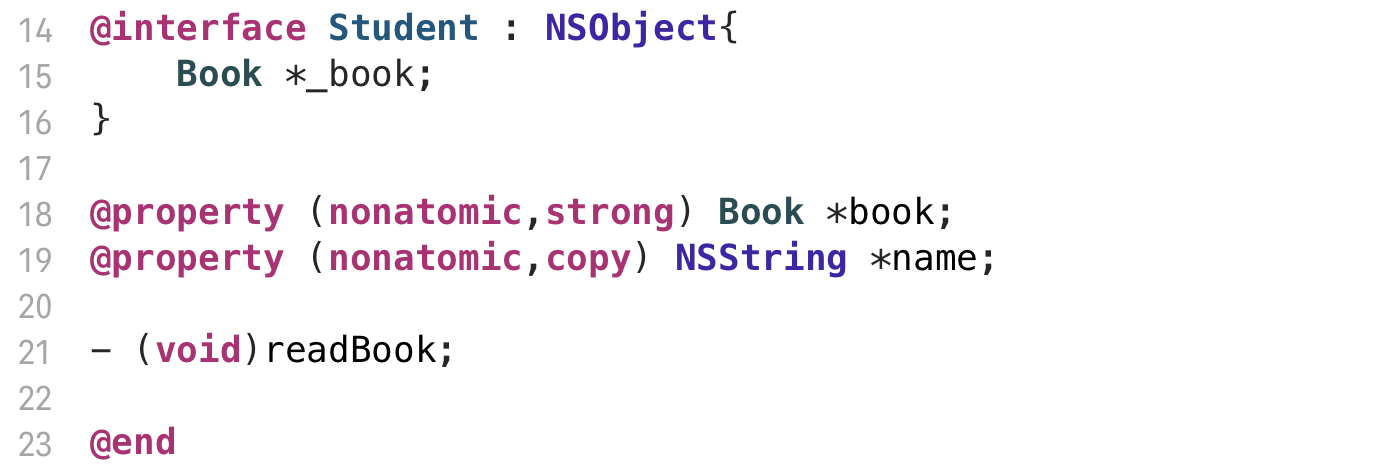 14 @interface Student : NSObject{
15     Book *_book;
16 }
17
18 @property (nonatomic,strong) Book *book;
19 @property (nonatomic,copy) NSString *name;
20
21 - (void)readBook;
22
23 @end